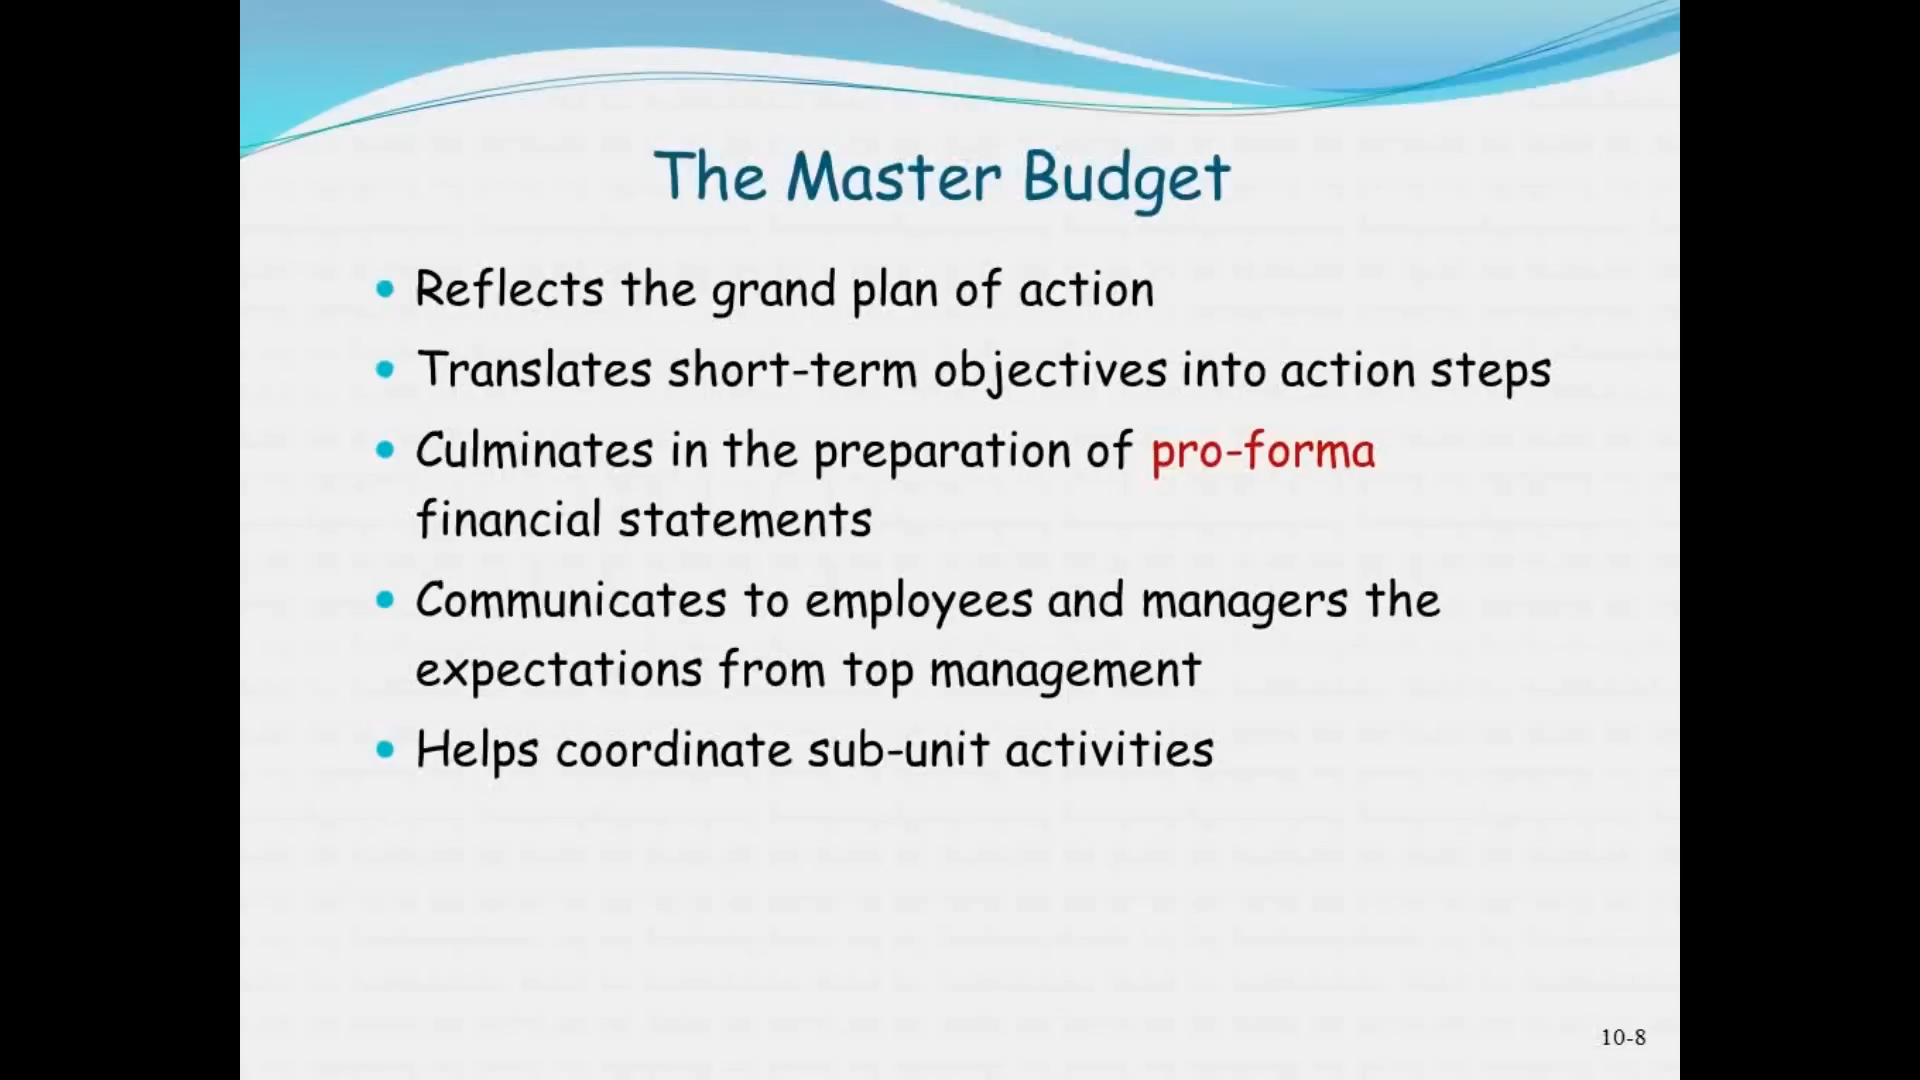 The Master Budget
• Reflects the grand plan of action
• Translates short-term objectives into action steps
• Culminates in the preparation of pro-forma
financial statements
• Communicates to employees and managers the
expectations from top management
• Helps coordinate sub-unit activities
10-8